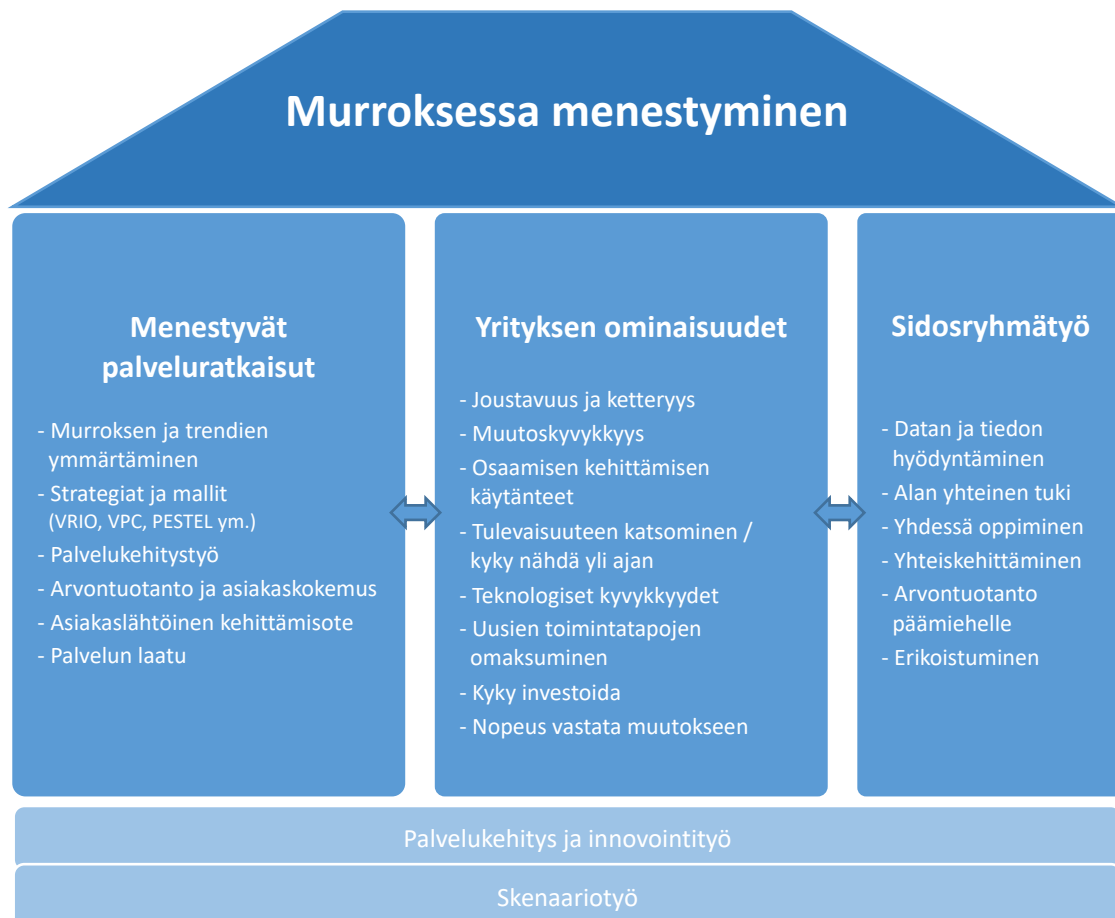 Murroksessa menestyminen
Menestyvät
palveluratkaisut
- Murroksen ja trendien
ymmärtäminen
- Strategiat ja mallit
(VRIO, VPC, PESTEL ym.)
- Palvelukehitystyö
- Arvontuotanto ja asiakaskokemus
- Asiakaslähtöinen kehittämisote
- Palvelun laatu
Yrityksen ominaisuudet
- Joustavuus ja ketteryys
- Muutoskyvykkyys
- Osaamisen kehittämisen
käytänteet
- Tulevaisuuteen katsominen /
kyky nähdä yli ajan
- Teknologiset kyvykkyydet
- Uusien toimintatapojen
omaksuminen
- Kyky investoida
- Nopeus vastata muutokseen
Sidosryhmätyö
- Datan ja tiedon
hyödyntäminen
- Alan yhteinen tuki
- Yhdessä oppiminen
- Yhteiskehittäminen
- Arvontuotanto
päämiehelle
- Erikoistuminen
Palvelukehitys ja innovointityö
Skenaariotyö